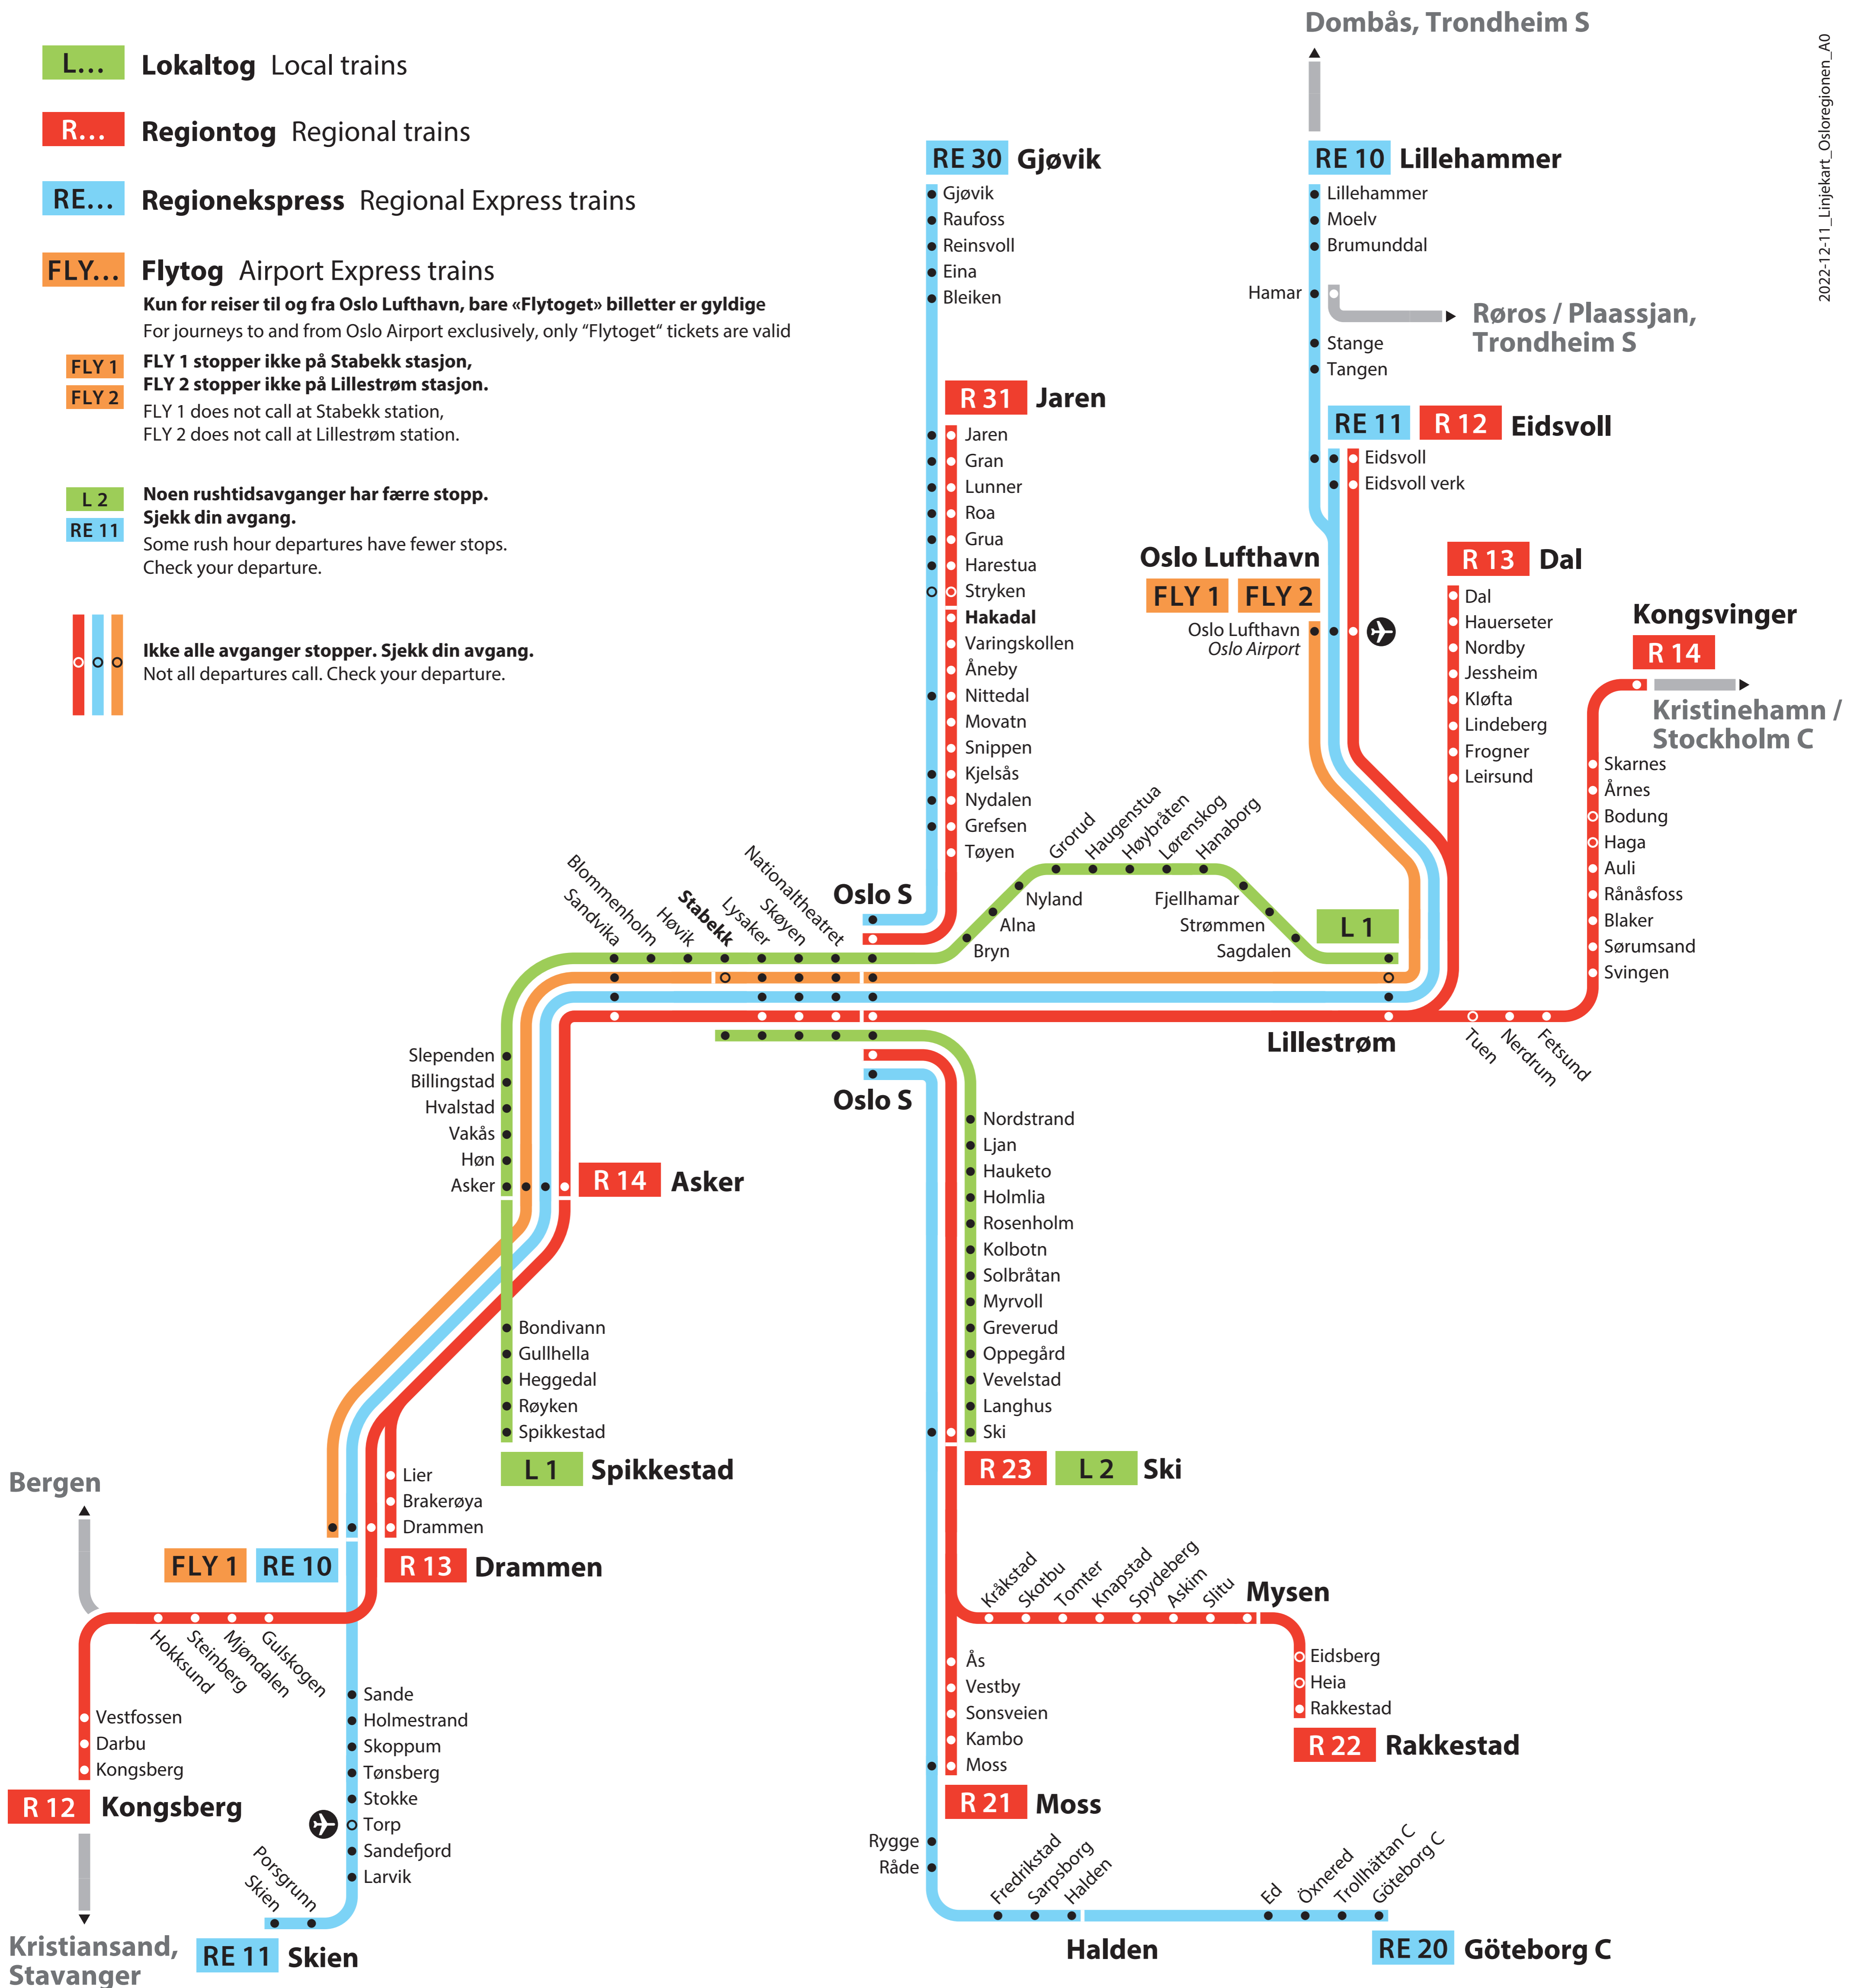 L...
Lokaltog Local trains
R...
Regiontog Regional trains
RE...
Regionekspress Regional Express trains
FLY...
Flytog Airport Express trains
Kun for reiser til og fra Oslo Lufthavn, bare «Flytoget» billetter er gyldige
For journeys to and from Oslo Airport exclusively, only “Flytoget“ tickets are valid
FLY 1
FLY 2
FLY 1 stopper ikke på Stabekk stasjon,
FLY 2 stopper ikke på Lillestrøm stasjon.
FLY 1 does not call at Stabekk station,
FLY 2 does not call at Lillestrøm station.
L 2
RE 11
Noen rushtidsavganger har færre stopp.
Sjekk din avgang.
Some rush hour departures have fewer stops.
Check your departure.
Ikke alle avganger stopper. Sjekk din avgang.
Not all departures call. Check your departure.
2022-12-11_Linjekart_Osloregionen_A0
Dombås, Trondheim S
RE 30 Gjøvik
Gjøvik
Raufoss
Reinsvoll
Eina
Bleiken
R 31 Jaren
Jaren
Gran
Lunner
Roa
Grua
Harestua
Stryken
Hakadal
Varingskollen
Åneby
Nittedal
Movatn
Snippen
Kjelsås
Nydalen
Grefsen
Tøyen
Oslo S
RE 10 Lillehammer
Lillehammer
Moelv
Brumunddal
Hamar
Røros / Plaassjan,
Trondheim S
Stange
Tangen
RE 11 R 12 Eidsvoll
Eidsvoll
Eidsvoll verk
Oslo Lufthavn
FLY 1 FLY 2
Oslo Lufthavn
Oslo Airport
R 13 Dal
Dal
Hauerseter
Nordby
Jessheim
Kløfta
Lindeberg
Frogner
Leirsund
Kongsvinger
R 14
Kristinehamn /
Stockholm C
Skarnes
Årnes
Bodung
Haga
Auli
Rånåsfoss
Blaker
Sørumsand
Svingen
Fetsund
Nerdrum
Tuen
Lillestrøm
L 1
Sandvika
Blommenholm
Høvik
Stabekk
Lysaker
Skøyen
Nationaltheatret
Bryn
Alna
Nyland
Grorud
Haugenstua
Høybråten
Lørenskog
Hanaborg
Fjellhamar
Strømmen
Sagdalen
Slependen
Billingstad
Hvalstad
Vakås
Høn
Asker
R 14 Asker
Bondivann
Gullhella
Heggedal
Røyken
Spikkestad
L 1 Spikkestad
Lier
Brakerøya
Drammen
FLY 1 RE 10 R 13 Drammen
Bergen
Hokksund
Steinberg
Mjøndalen
Gulskogen
Vestfossen
Darbu
Kongsberg
R 12 Kongsberg
Kristiansand,
Stavanger
Sande
Holmestrand
Skoppum
Tønsberg
Stokke
Torp
Sandefjord
Larvik
Porsgrunn
Skien
RE 11 Skien
Oslo S
Nordstrand
Ljan
Hauketo
Holmlia
Rosenholm
Kolbotn
Solbråtan
Myrvoll
Greverud
Oppegård
Vevelstad
Langhus
Ski
R 23 L 2 Ski
Kråkstad
Skotbu
Tomter
Knapstad
Spydeberg
Askim
Slitu
Mysen
Eidsberg
Heia
Rakkestad
R 22 Rakkestad
Ås
Vestby
Sonsveien
Kambo
Moss
R 21 Moss
Rygge
Råde
Fredrikstad
Sarpsborg
Halden
Halden
Ed
Öxnered
Trollhättan C
Göteborg C
RE 20 Göteborg C